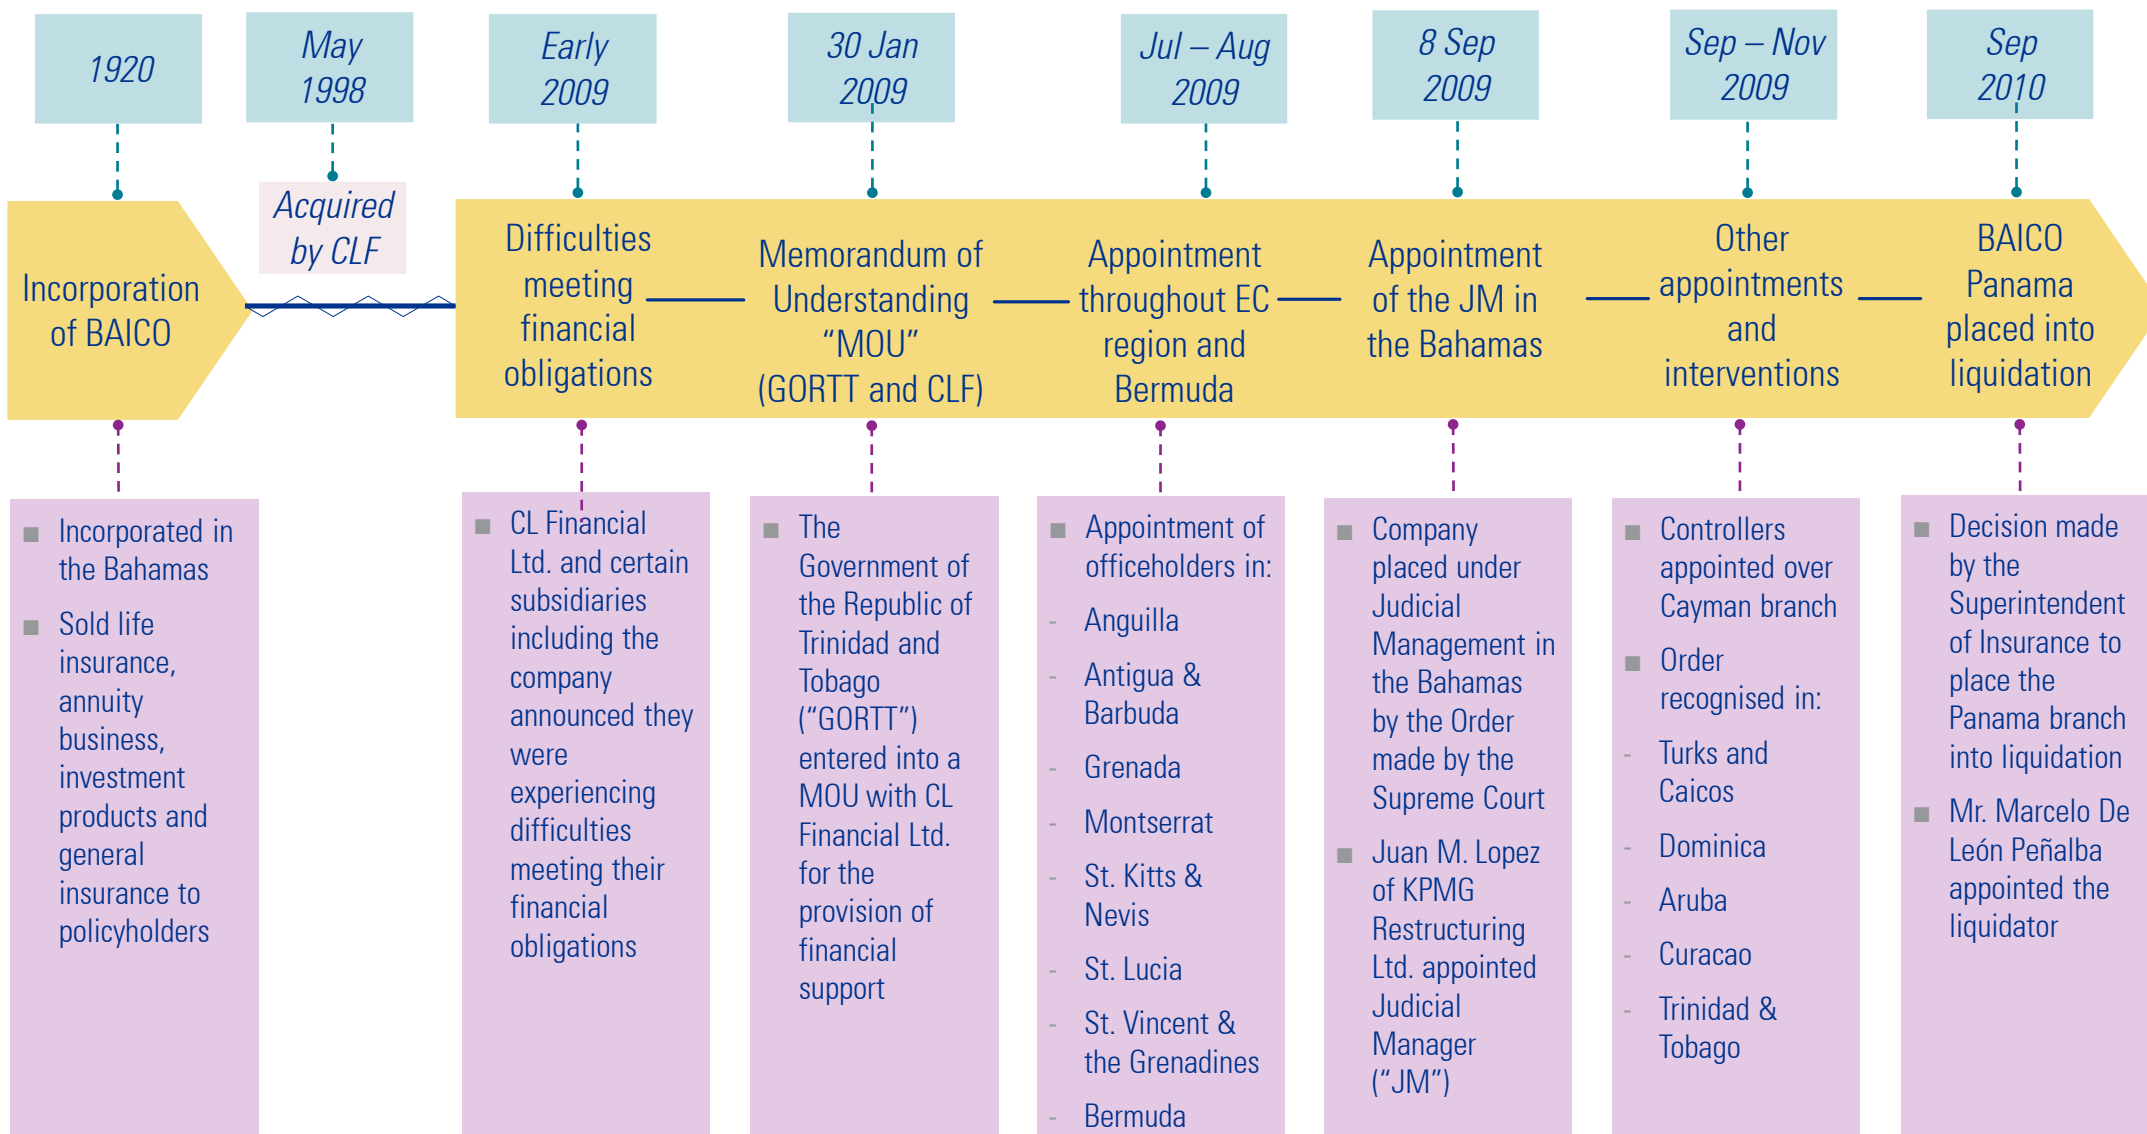 1920
May
1998
Early
2009
30 Jan
2009
Jul – Aug
2009
8 Sep
2009
Sep – Nov
2009
Sep
2010
Incorporation
of BAICO
Acquired
by CLF
Difficulties
meeting
financial
obligations
Memorandum of
Understanding
“MOU”
(GORTT and CLF)
Appointment
throughout EC
region and
Bermuda
Appointment
of the JM in
the Bahamas
Other
appointments
and
interventions
BAICO
Panama
placed into
liquidation
■ Incorporated in
the Bahamas
■ Sold life
insurance,
annuity
business,
investment
products and
general
insurance to
policyholders
■ CL Financial
Ltd. and certain
subsidiaries
including the
company
announced they
were
experiencing
difficulties
meeting their
financial
obligations
■ The
Government of
the Republic of
Trinidad and
Tobago
(“GORTT”)
entered into a
MOU with CL
Financial Ltd.
for the
provision of
financial
support
■ Appointment of
officeholders in:
- Anguilla
- Antigua &
Barbuda
- Grenada
- Montserrat
- St. Kitts &
Nevis
- St. Lucia
- St. Vincent &
the Grenadines
- Bermuda
■ Company
placed under
Judicial
Management in
the Bahamas
by the Order
made by the
Supreme Court
■ Juan M. Lopez
of KPMG
Restructuring
Ltd. appointed
Judicial
Manager
(“JM”)
■ Controllers
appointed over
Cayman branch
■ Order
recognised in:
- Turks and
Caicos
- Dominica
- Aruba
- Curacao
- Trinidad &
Tobago
■ Decision made
by the
Superintendent
of Insurance to
place the
Panama branch
into liquidation
■ Mr. Marcelo De
León Peñalba
appointed the
liquidator